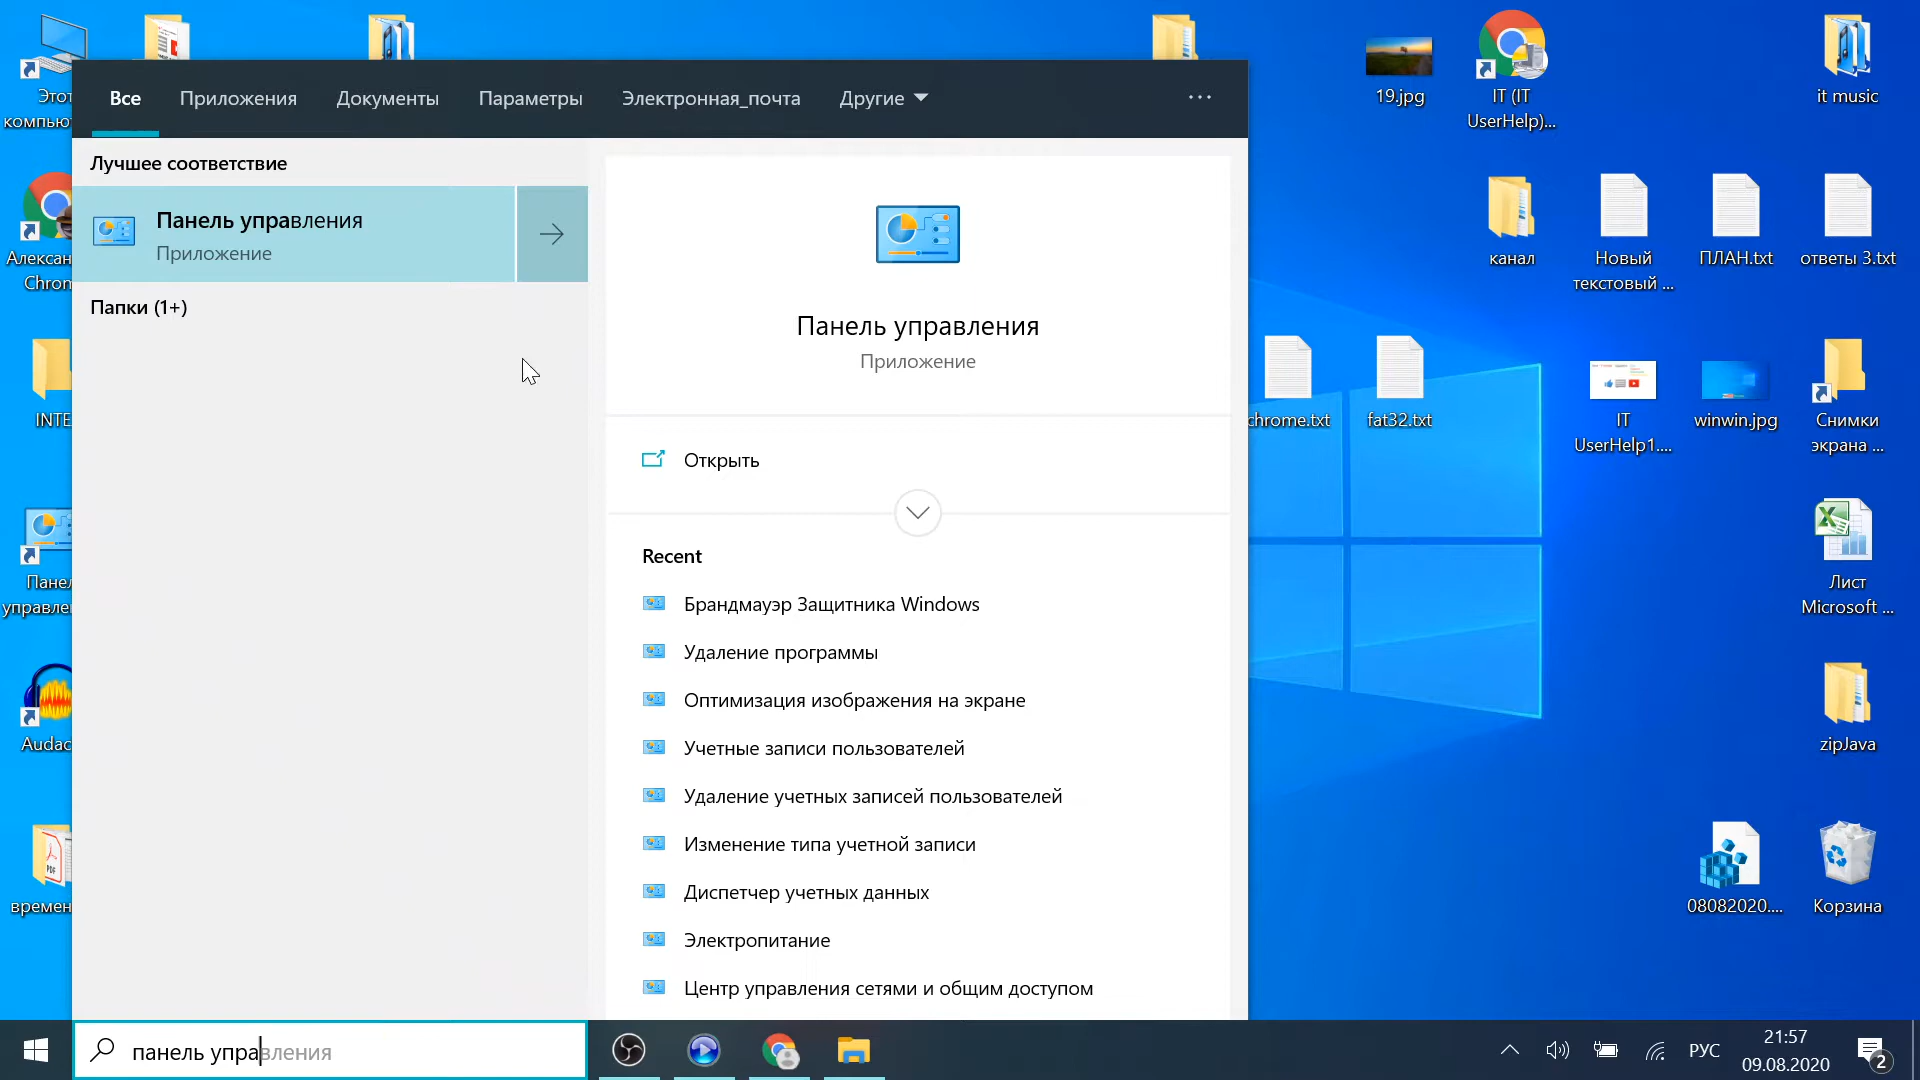 Все
Приложения
Документы
Параметры
Электронная_почта
Другие
Лучшее соответствие
Панель управления
Приложение
Папки (1+)
Панель управления
Приложение
Открыть
Recent
Брандмауэр Защитника Windows
Удаление программы
Оптимизация изображения на экране
Учетные записи пользователей
Удаление учетных записей пользователей
Изменение типа учетной записи
Диспетчер учетных данных
Электропитание
Центр управления сетями и общим доступом
Этот
компью
Алексан
Chrom
INTE
Панел
управле
Audac
времен
19.jpg
IT (IT
UserHelp)...
it music
канал
Новый
текстовый ...
ПЛАН.txt
ответы 3.txt
chrome.txt
fat32.txt
IT
UserHelp1....
winwin.jpg
Снимки
экрана ...
Лист
Microsoft ...
zipJava
08082020....
Корзина
панель управления
РУС
21:57
09.08.2020
2